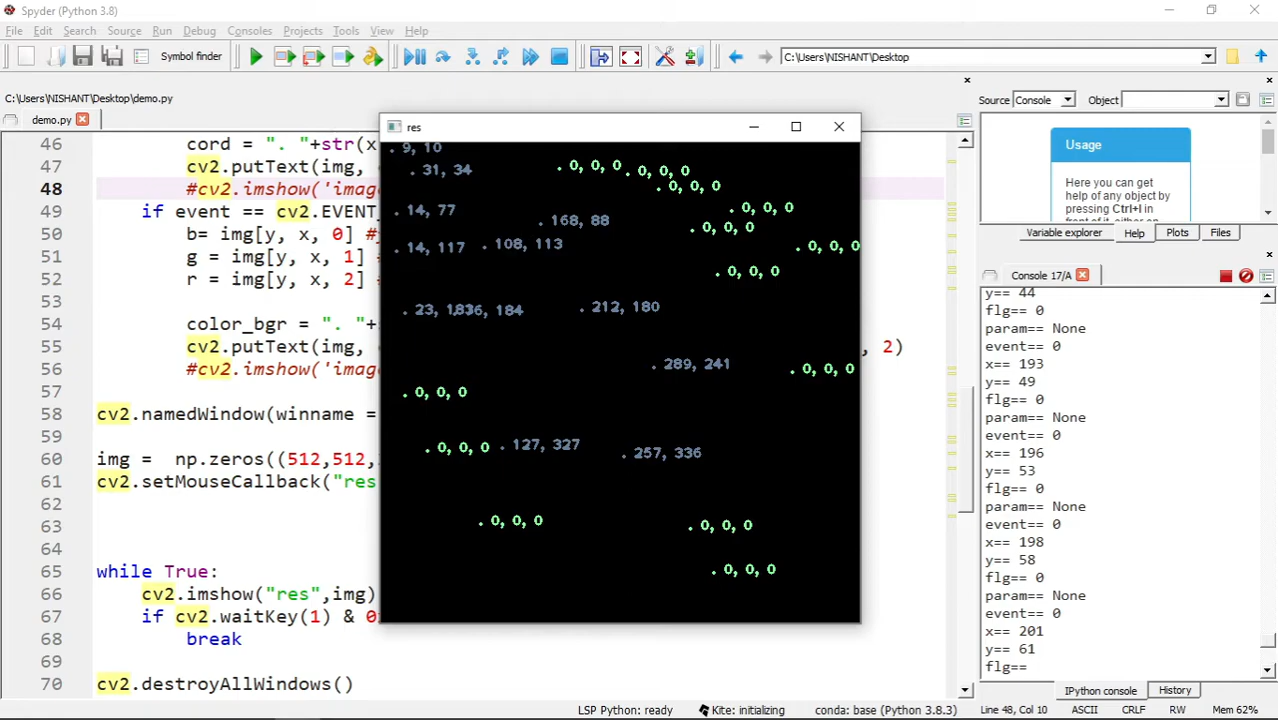 Spyder (Python 3.8)
File Edit Search Source Run Debug Consoles Projects Tools View Help
Symbol finder
C:\Users\NISHANT\Desktop
C:\Users\NISHANT\Desktop\demo.py
demo.py
46 cord = ". "+str(x
47 cv2.putText(img,
48 #cv2.imshow('imag
49 if event == cv2.EVENT_
50 b= img[y, x, 0] #
51 g = img[y, x, 1]
52 r = img[y, x, 2] #
53
54 color_bgr = ". "+
55 cv2.putText(img, , 2)
56 #cv2.imshow('imag
57
58 cv2.namedWindow(winname =
59
60 img = np.zeros((512,512,
61 cv2.setMouseCallback("res
62
63
64
65 while True:
66 cv2.imshow("res",img)
67 if cv2.waitKey(1) & 0
68 break
69
70 cv2.destroyAllWindows()
res
. 9, 10
. 31, 34
. 0, 0, 0
. 0, 0, 0
. 0, 0, 0
. 14, 77
. 168, 88
. 0, 0, 0
. 0, 0, 0
. 14, 117
. 108, 113
. 0, 0, 0
. 0, 0, 0
. 23, 1836, 184
. 212, 180
. 289, 241
. 0, 0, 0
. 0, 0, 0
. 0, 0, 0
. 127, 327
. 257, 336
. 0, 0, 0
. 0, 0, 0
. 0, 0, 0
Source Console Object
Usage
Here you can get
help of any object by
pressing Ctrl+I in
Variable explorer Help Plots Files
Console 17/A
y== 44
flg== 0
param== None
event== 0
x== 193
y== 49
flg== 0
param== None
event== 0
x== 196
y== 53
flg== 0
param== None
event== 0
x== 198
y== 58
flg== 0
param== None
event== 0
x== 201
y== 61
flg==
IPython console History
LSP Python: ready Kite: initializing conda: base (Python 3.8.3) Line 48, Col 10 ASCII CRLF RW Mem 62%